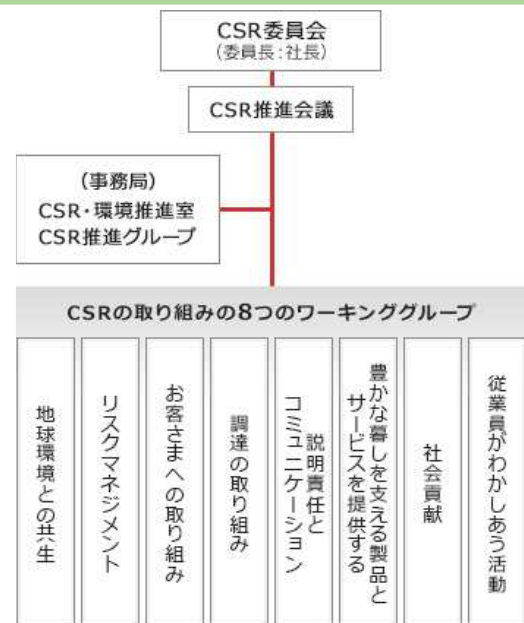 CSR委員会
(委員長:社長)
CSR推進会議
(事務局)
CSR・環境推進室
CSR推進グループ
CSRの取り組みの8つのワーキンググループ
地球環境との共生
リスクマネジメント
お客さまへの取り組み
調達の取り組み
説明責任と
コミュニケーション
豊かな暮しを支える製品と
サービスを提供する
社会貢献
従業員がわかしあう活動